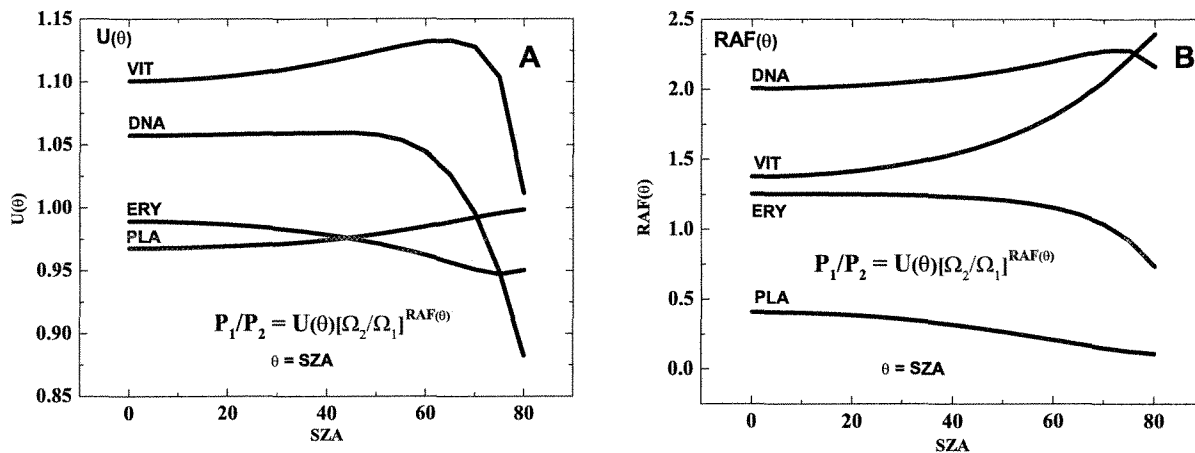 U(θ)
A
VIT
DNA
ERY
PLA
P₁/P₂ = U(θ)[Ω₂/Ω₁]^RAF(θ)
θ = SZA
1.15
1.10
1.05
1.00
0.95
0.90
0.85
U(θ)
0
20
40
60
80
SZA
RAF(θ)
B
DNA
VIT
ERY
P₁/P₂ = U(θ)[Ω₂/Ω₁]^RAF(θ)
PLA
θ = SZA
2.5
2.0
1.5
1.0
0.5
0.0
RAF(θ)
0
20
40
60
80
SZA